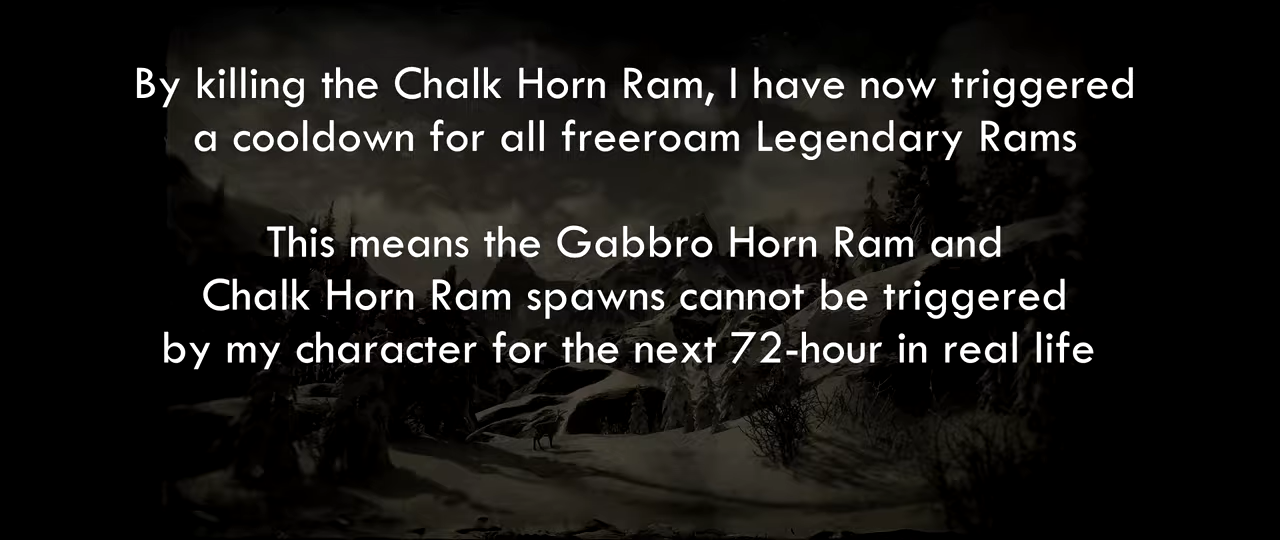 By killing the Chalk Horn Ram, I have now triggered
a cooldown for all freeroam Legendary Rams
This means the Gabbro Horn Ram and
Chalk Horn Ram spawns cannot be triggered
by my character for the next 72-hour in real life